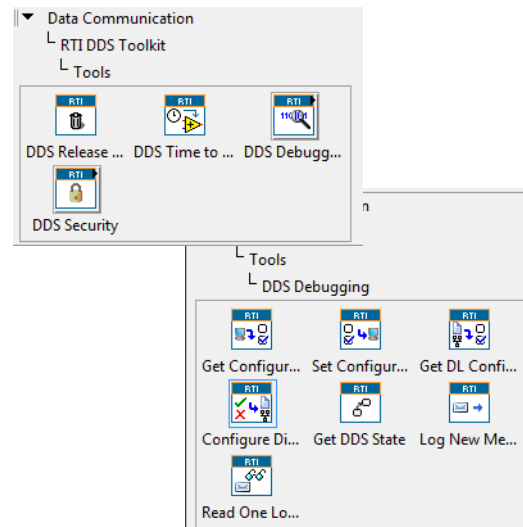 Data Communication
RTI DDS Toolkit
Tools
RTI RTI RTI
DDS Release ... DDS Time to ... DDS Debugg...
RTI
DDS Security
n
Tools
DDS Debugging
RTI RTI RTI
Get Configur... Set Configur... Get DL Confi...
RTI RTI RTI
Configure Di... Get DDS State Log New Me...
RTI
Read One Lo...